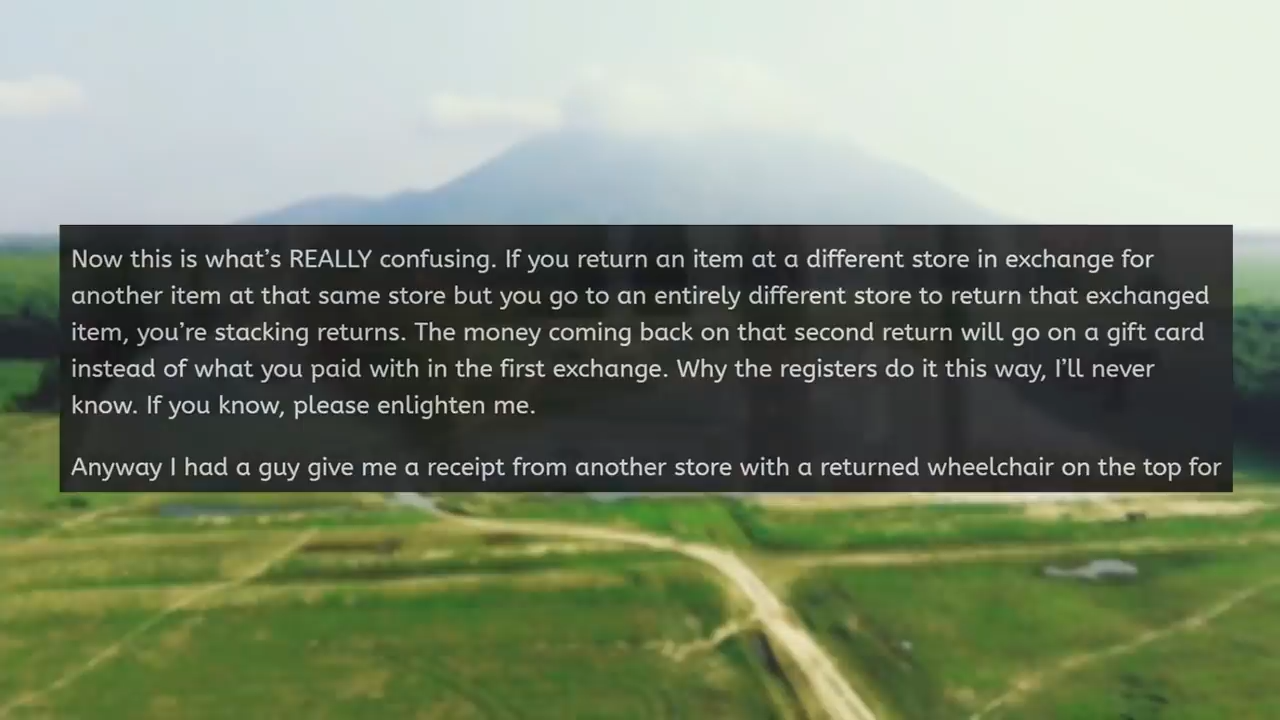 Now this is what’s REALLY confusing. If you return an item at a different store in exchange for
another item at that same store but you go to an entirely different store to return that exchanged
item, you’re stacking returns. The money coming back on that second return will go on a gift card
instead of what you paid with in the first exchange. Why the registers do it this way, I’ll never
know. If you know, please enlighten me.
Anyway I had a guy give me a receipt from another store with a returned wheelchair on the top for